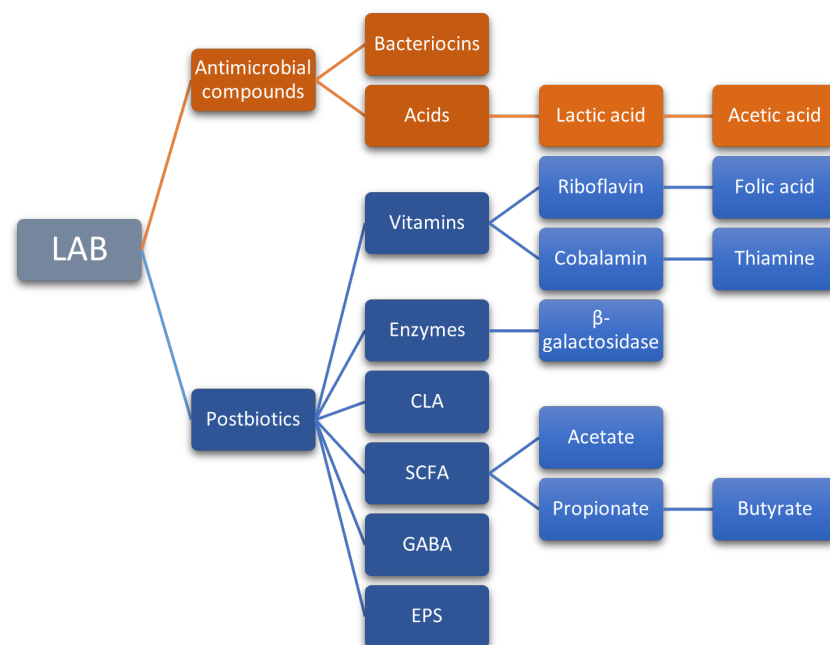 Bacteriocins
Antimicrobial
compounds
Acids
Lactic acid
Acetic acid
LAB
Vitamins
Riboflavin
Folic acid
Cobalamin
Thiamine
Enzymes
β-
galactosidase
Postbiotics
CLA
SCFA
Acetate
Propionate
Butyrate
GABA
EPS